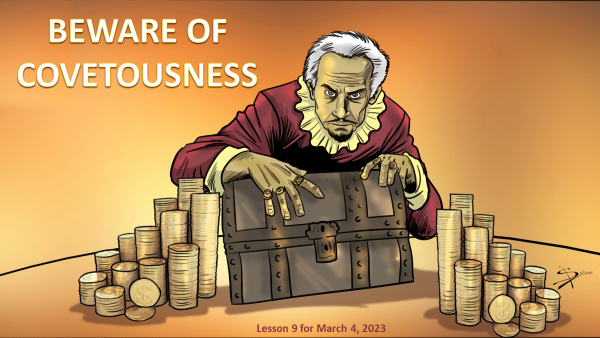 BEWARE OF
COVETOUSNESS
Lesson 9 for March 4, 2023